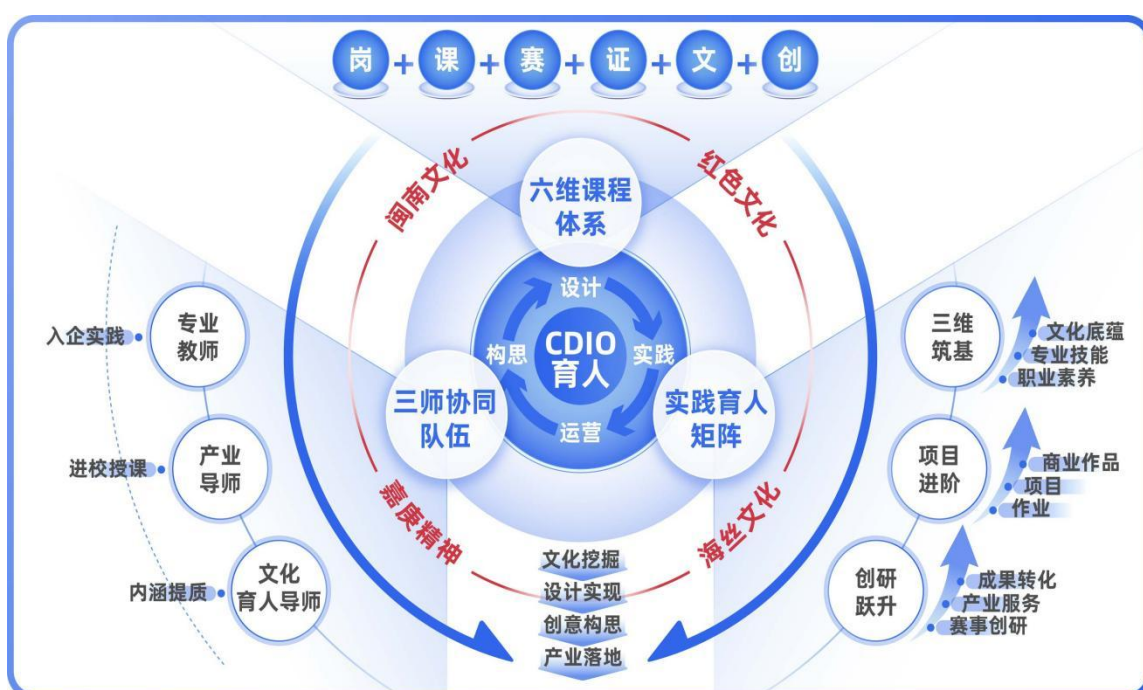 岗+课+赛+证+文+创
闽南文化
红色文化
六维课程
体系
设计
构思
CDIO
育人
实践
运营
三师协同
队伍
实践育人
矩阵
嘉庚精神
海丝文化
文化挖掘
设计实现
创意构思
产业落地
入企实践
专业
教师
进校授课
产业
导师
内涵提质
文化
育人导师
三维
筑基
文化底蕴
专业技能
职业素养
项目
进阶
商业作品
项目
作业
创研
跃升
成果转化
产业服务
赛事创研